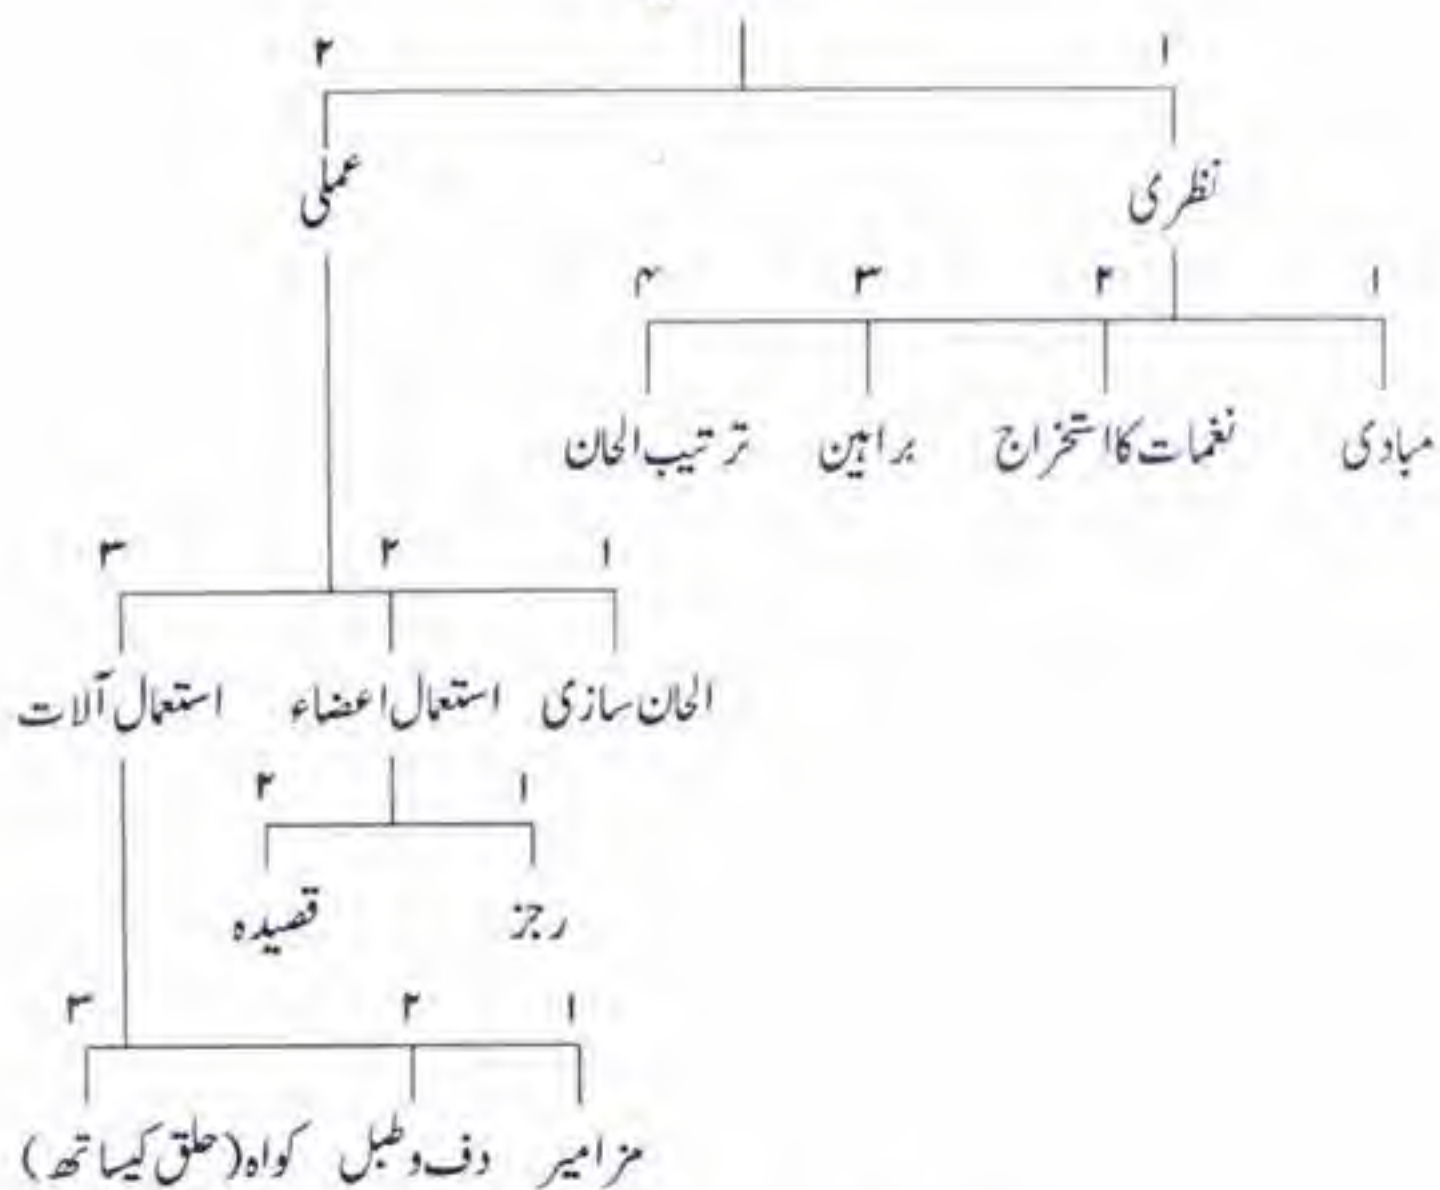 ۱ ۲
نظری عملی
۱ ۲ ۳ ۴
مبادی نغمات کا استخراج براہین ترتیب الحان
۱ ۲ ۳
الحان سازی استعمال اعضاء استعمال آلات
۱ ۲
رجز قصیدہ
۱ ۲ ۳
مزامیر دف و طبل کواہ (حلق کیساتھ)